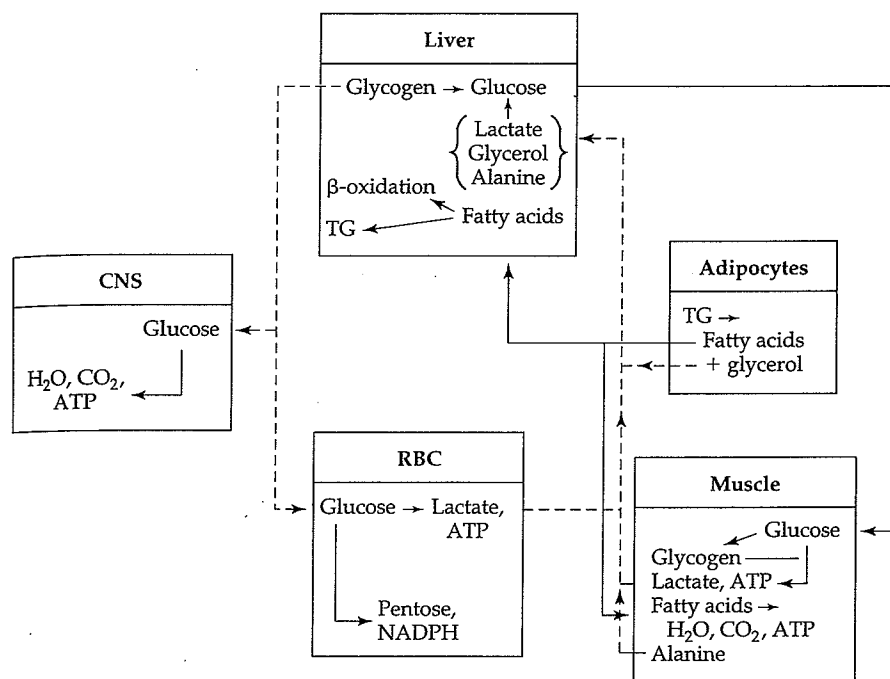 Liver
Glycogen → Glucose
Lactate
Glycerol
Alanine
β-oxidation
Fatty acids
TG
CNS
Glucose
H₂O, CO₂,
ATP
Adipocytes
TG →
Fatty acids
+ glycerol
RBC
Glucose → Lactate,
ATP
Pentose,
NADPH
Muscle
Glucose
Glycogen
Lactate, ATP
Fatty acids →
H₂O, CO₂, ATP
Alanine